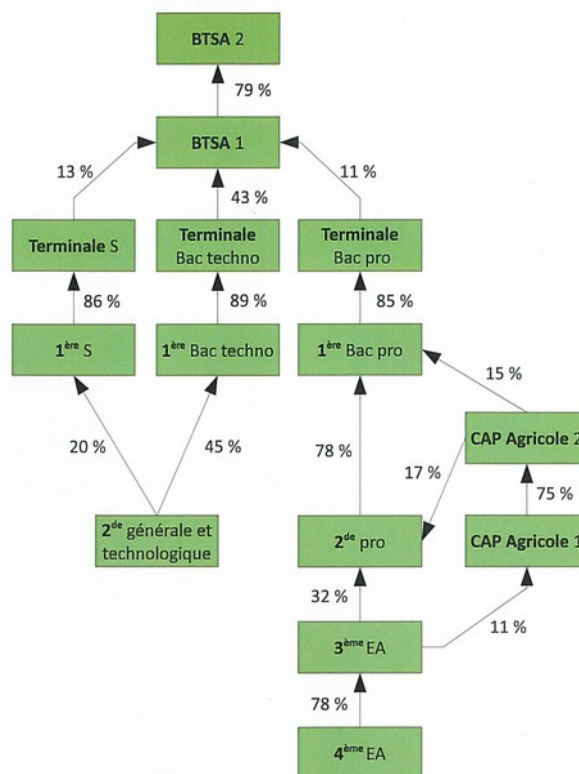 BTSA 2
79 %
BTSA 1
13 %
11 %
43 %
Terminale S
Terminale
Bac techno
Terminale
Bac pro
86 %
89 %
85 %
1ère S
1ère Bac techno
1ère Bac pro
15 %
20 %
45 %
78 %
CAP Agricole 2
17 %
75 %
2de générale et
technologique
2de pro
CAP Agricole 1
32 %
11 %
3ème EA
78 %
4ème EA